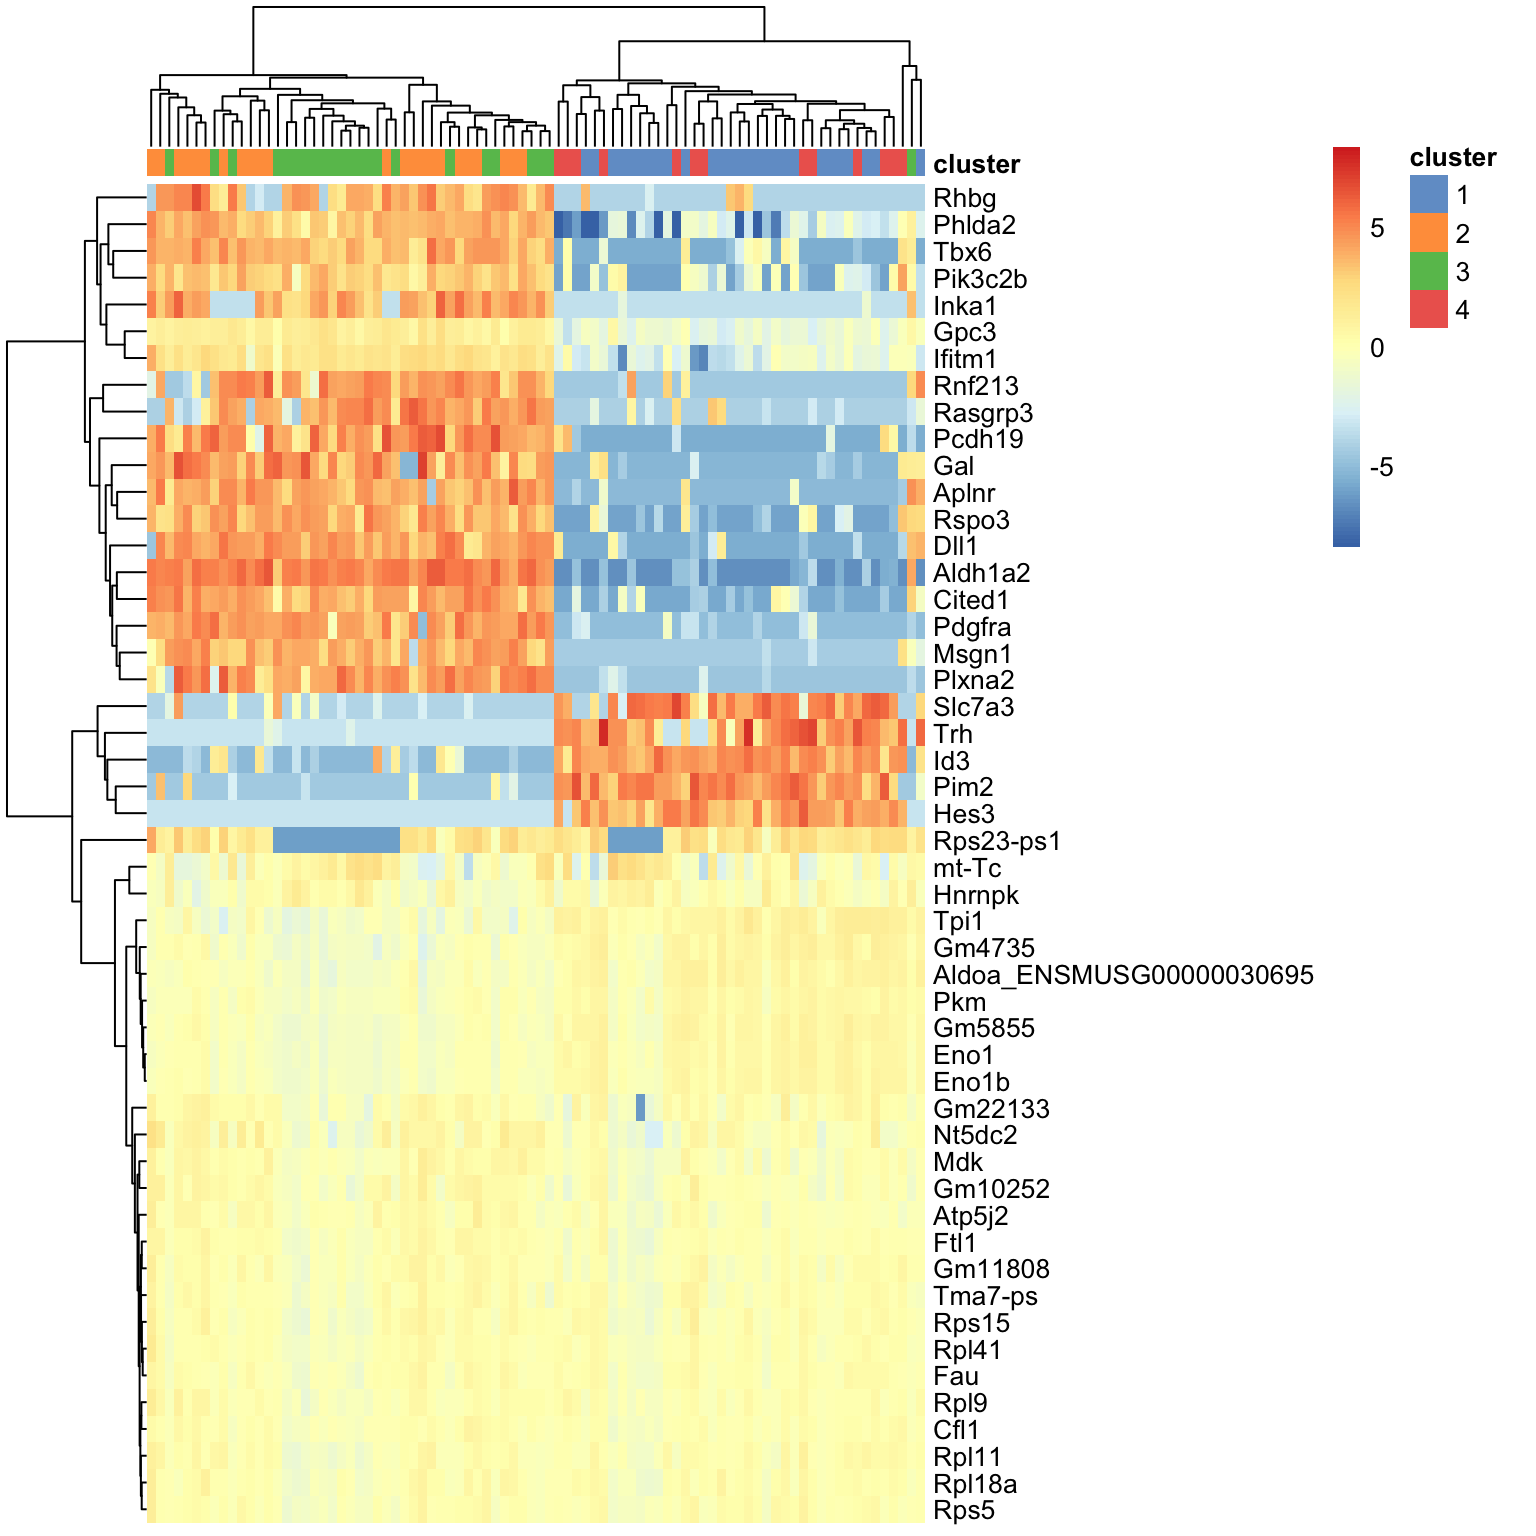 cluster
Rhbg
Phlda2
Tbx6
Pik3c2b
Inka1
Gpc3
Ifitm1
Rnf213
Rasgrp3
Pcdh19
Gal
Aplnr
Rspo3
Dll1
Aldh1a2
Cited1
Pdgfra
Msgn1
Plxna2
Slc7a3
Trh
Id3
Pim2
Hes3
Rps23-ps1
mt-Tc
Hnrnpk
Tpi1
Gm4735
Aldoa_ENSMUSG00000030695
Pkm
Gm5855
Eno1
Eno1b
Gm22133
Nt5dc2
Mdk
Gm10252
Atp5j2
Ftl1
Gm11808
Tma7-ps
Rps15
Rpl41
Fau
Rpl9
Cfl1
Rpl11
Rpl18a
Rps5
5
0
-5
cluster
1
2
3
4